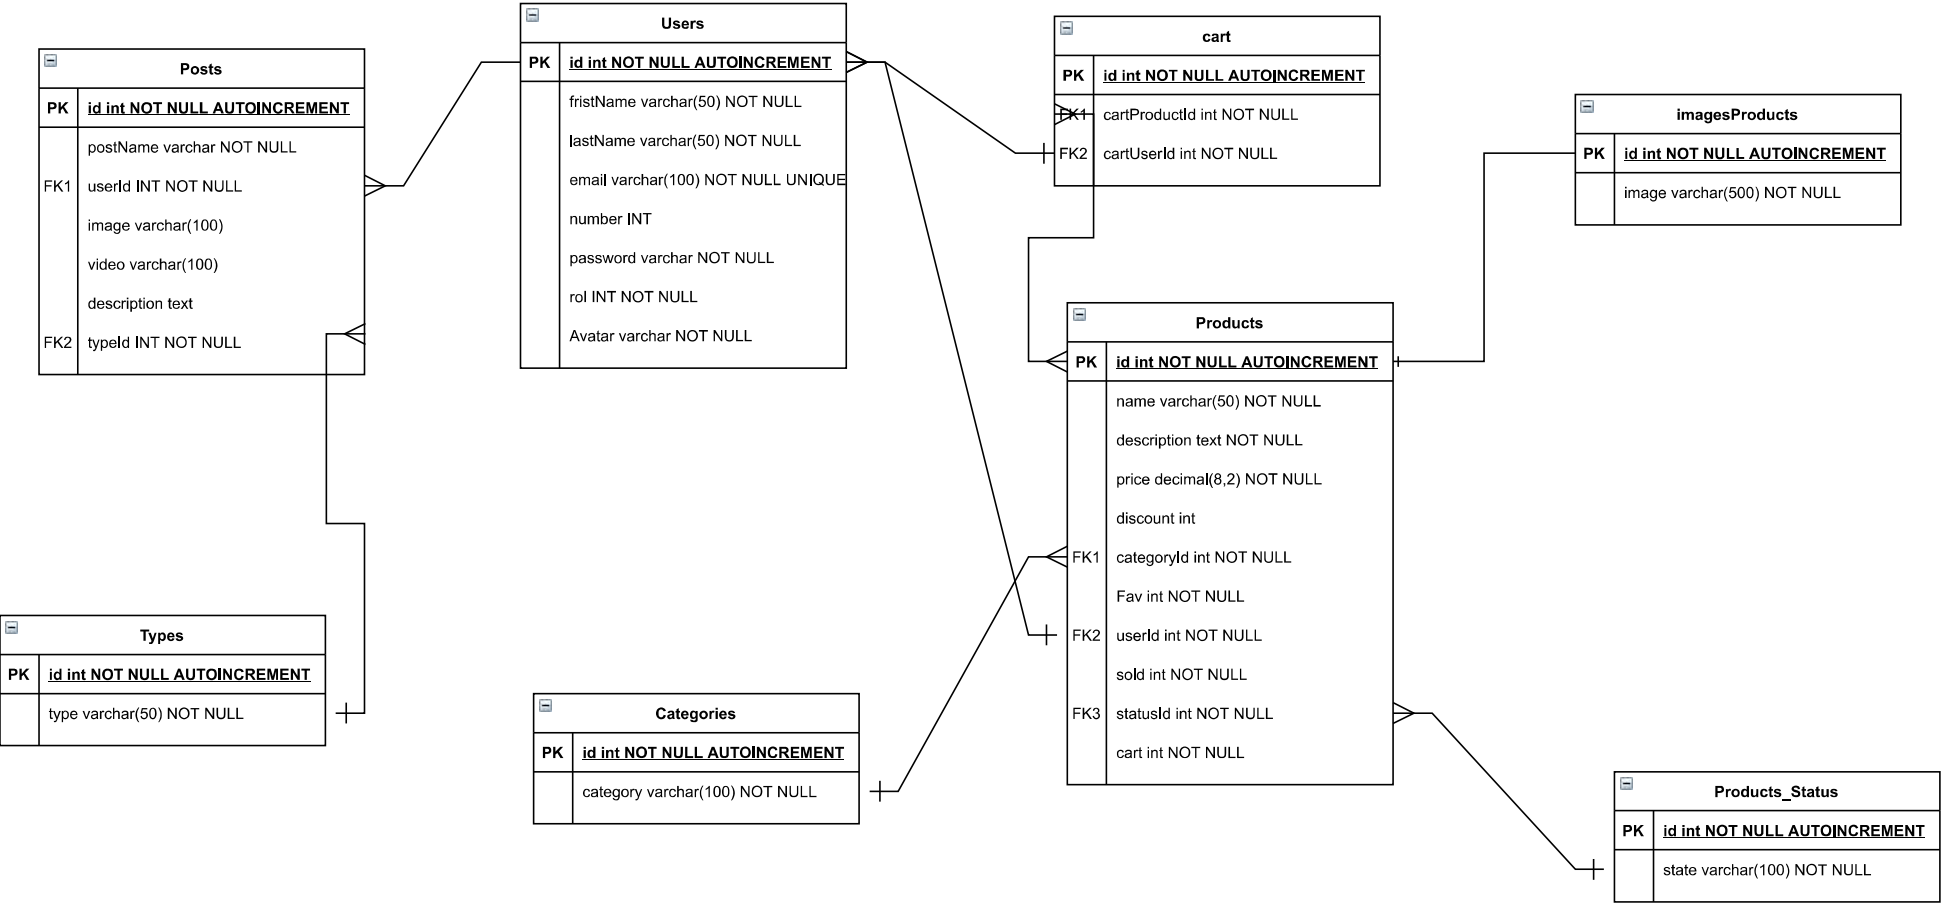 Posts
PK id int NOT NULL AUTOINCREMENT
postName varchar NOT NULL
FK1 userId INT NOT NULL
image varchar(100)
video varchar(100)
description text
FK2 typeId INT NOT NULL
Users
PK id int NOT NULL AUTOINCREMENT
fristName varchar(50) NOT NULL
lastName varchar(50) NOT NULL
email varchar(100) NOT NULL UNIQUE
number INT
password varchar NOT NULL
rol INT NOT NULL
Avatar varchar NOT NULL
cart
PK id int NOT NULL AUTOINCREMENT
FK1 cartProductId int NOT NULL
FK2 cartUserId int NOT NULL
imagesProducts
PK id int NOT NULL AUTOINCREMENT
image varchar(500) NOT NULL
Products
PK id int NOT NULL AUTOINCREMENT
name varchar(50) NOT NULL
description text NOT NULL
price decimal(8,2) NOT NULL
discount int
FK1 categoryId int NOT NULL
Fav int NOT NULL
FK2 userId int NOT NULL
sold int NOT NULL
FK3 statusId int NOT NULL
cart int NOT NULL
Types
PK id int NOT NULL AUTOINCREMENT
type varchar(50) NOT NULL
Categories
PK id int NOT NULL AUTOINCREMENT
category varchar(100) NOT NULL
Products_Status
PK id int NOT NULL AUTOINCREMENT
state varchar(100) NOT NULL